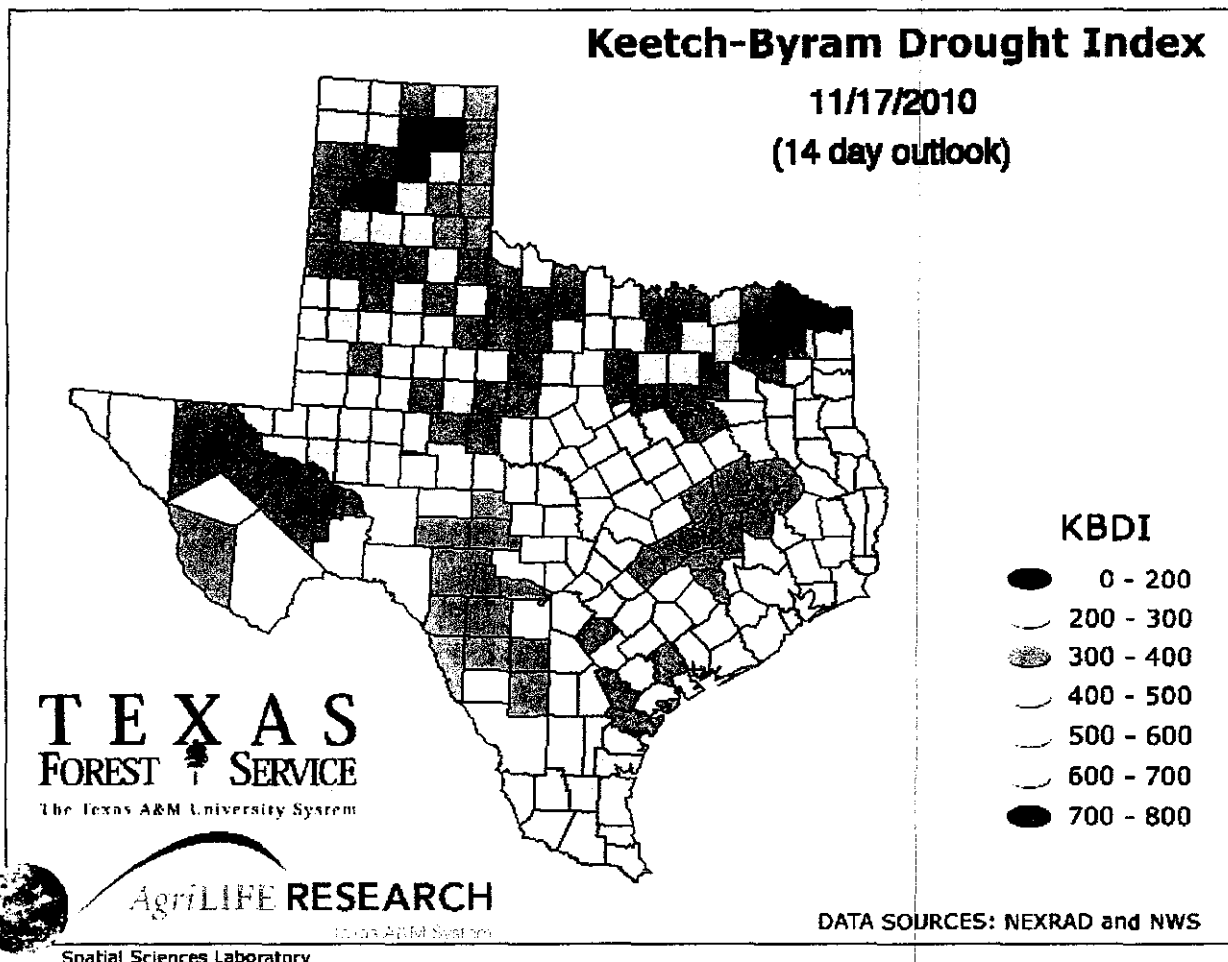 Keetch-Byram Drought Index
11/17/2010
(14 day outlook)
KBDI
0 - 200
200 - 300
300 - 400
400 - 500
500 - 600
600 - 700
700 - 800
TEXAS
FOREST SERVICE
The Texas A&M University System
AgriLIFE RESEARCH
Texas A&M System
DATA SOURCES: NEXRAD and NWS
Spatial Sciences Laboratory